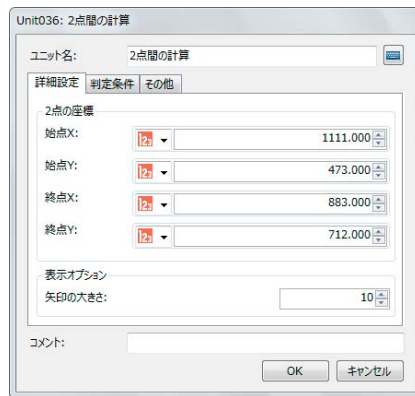 Unit036: 2点間の計算
ユニット名: 2点間の計算
詳細設定 判定条件 その他
2点の座標
始点X: 123 1111.000
始点Y: 123 473.000
終点X: 123 883.000
終点Y: 123 712.000
表示オプション
矢印の大きさ: 10
コメント:
OK キャンセル